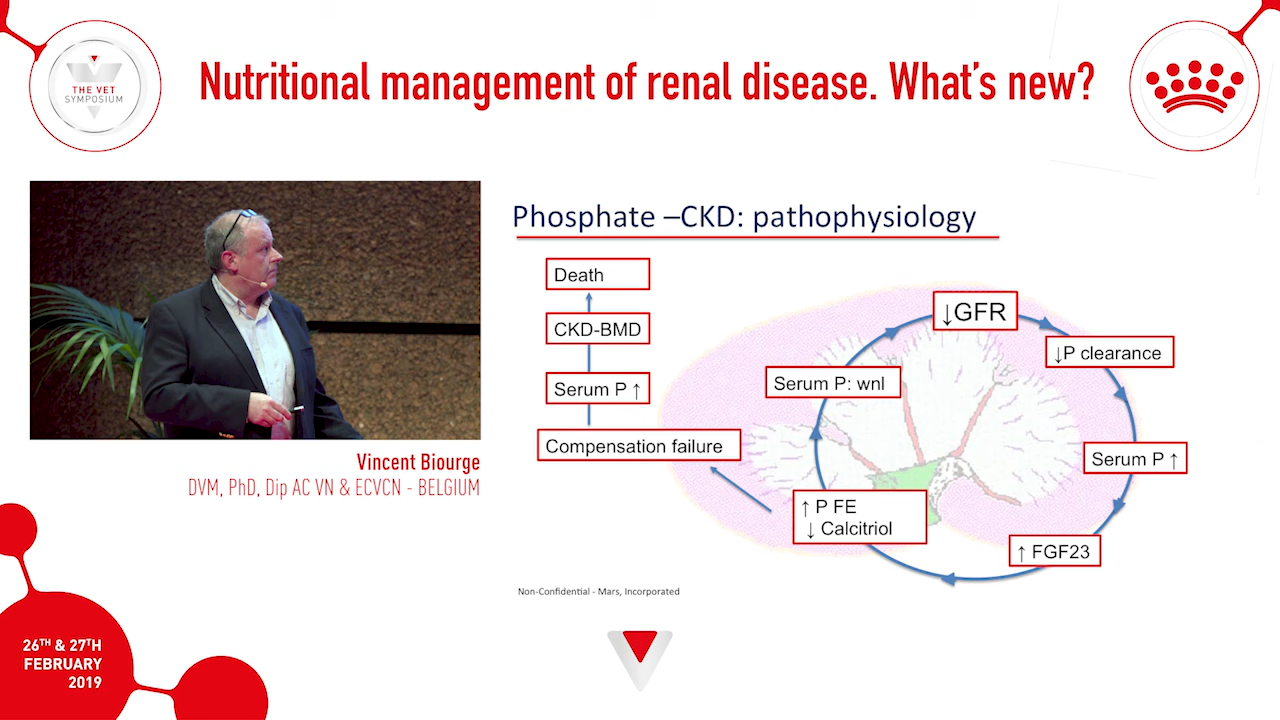 THE VET
SYMPOSIUM
Nutritional management of renal disease. What's new?
Vincent Biourge
DVM, PhD, Dip AC VN & ECVCN - BELGIUM
Phosphate –CKD: pathophysiology
Death
CKD-BMD
Serum P ↑
Compensation failure
↓GFR
↓P clearance
Serum P ↑
↑ FGF23
↑ P FE
↓ Calcitriol
Serum P: wnl
Non-Confidential - Mars, Incorporated
26TH & 27TH
FEBRUARY
2019